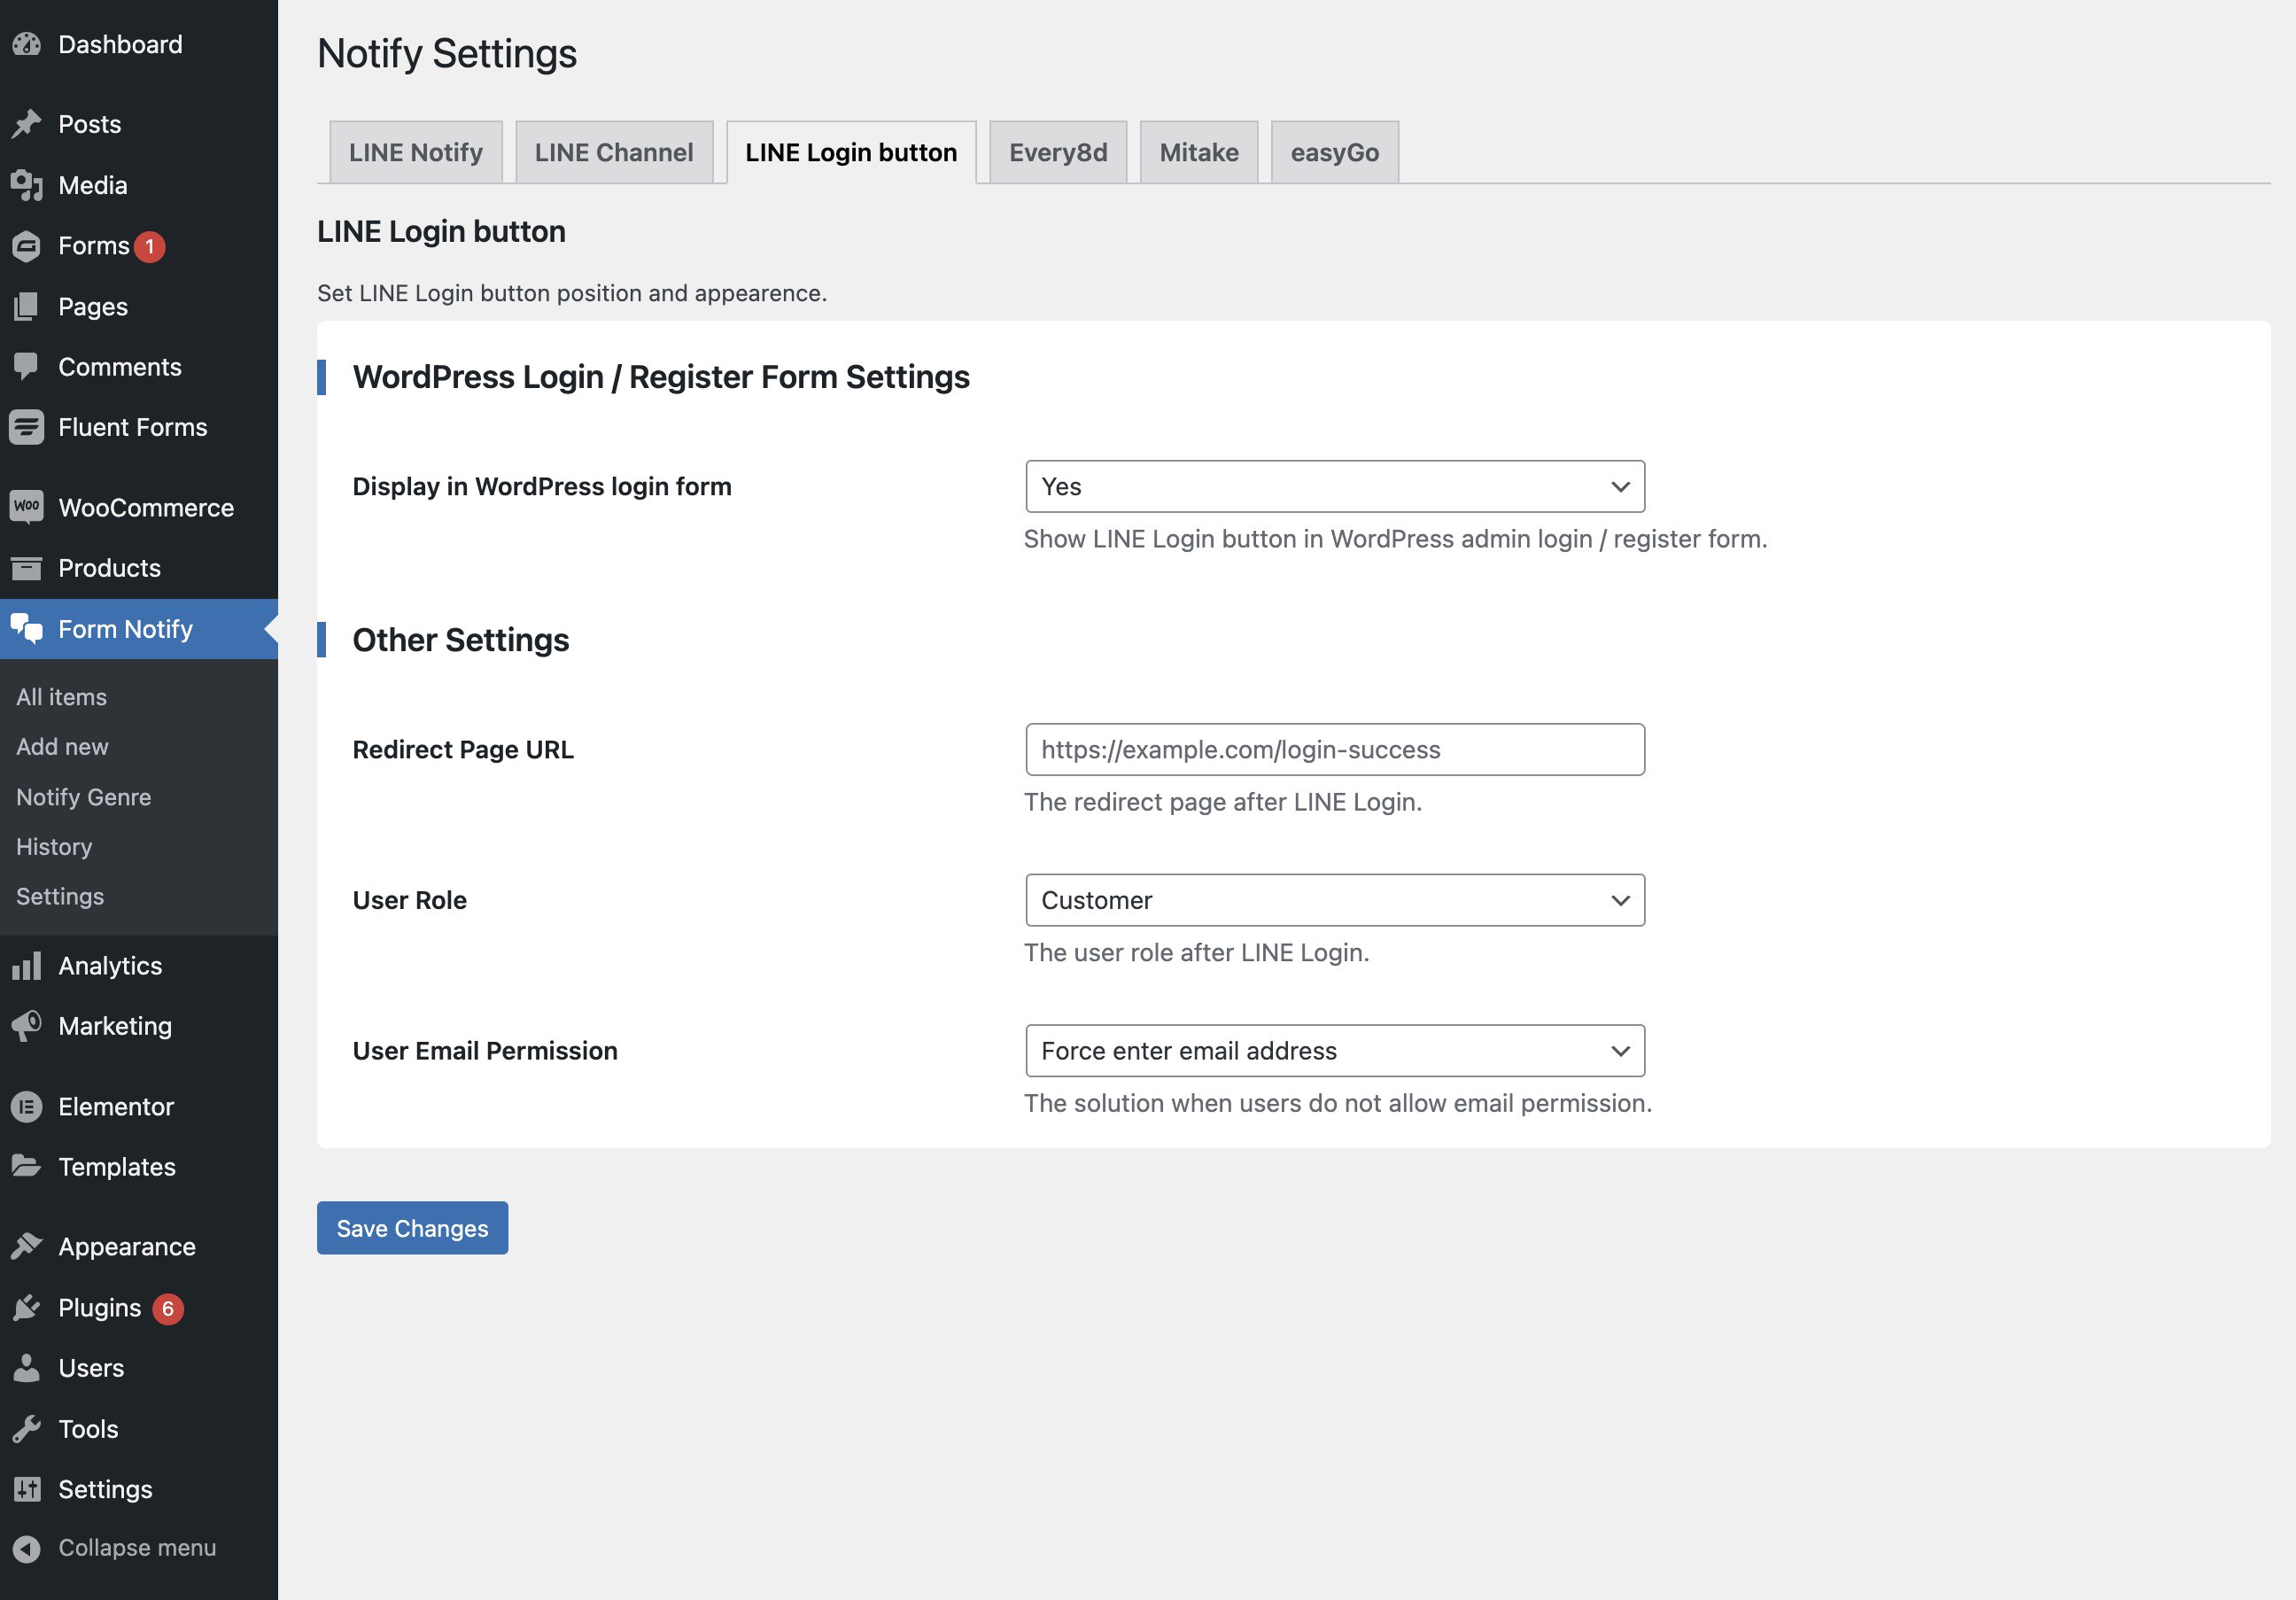 Dashboard
Posts
Media
Forms 1
Pages
Comments
Fluent Forms
Woo WooCommerce
Products
Form Notify
All items
Add new
Notify Genre
History
Settings
Analytics
Marketing
Elementor
Templates
Appearance
Plugins 6
Users
Tools
Settings
Collapse menu
Notify Settings
LINE Notify LINE Channel LINE Login button Every8d Mitake easyGo
LINE Login button
Set LINE Login button position and appearence.
WordPress Login / Register Form Settings
Display in WordPress login form Yes
Show LINE Login button in WordPress admin login / register form.
Other Settings
Redirect Page URL https://example.com/login-success
The redirect page after LINE Login.
User Role Customer
The user role after LINE Login.
User Email Permission Force enter email address
The solution when users do not allow email permission.
Save Changes